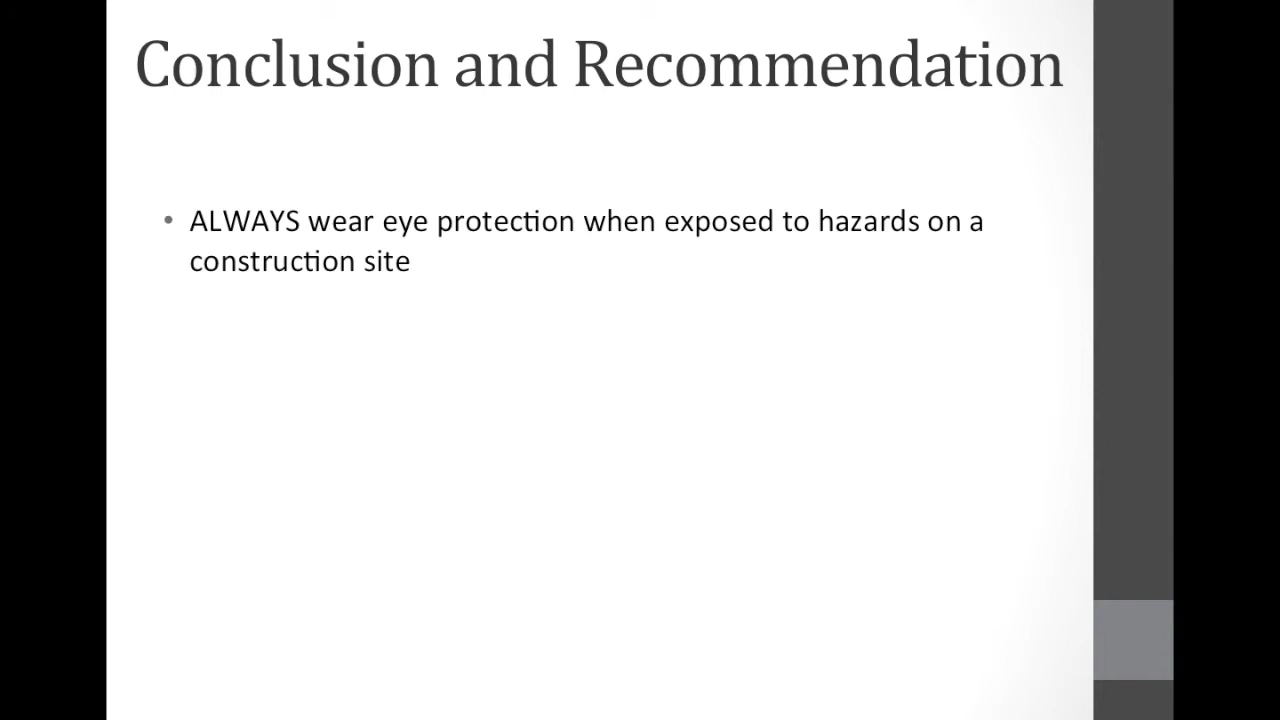 Conclusion and Recommendation
• ALWAYS wear eye protection when exposed to hazards on a
construction site